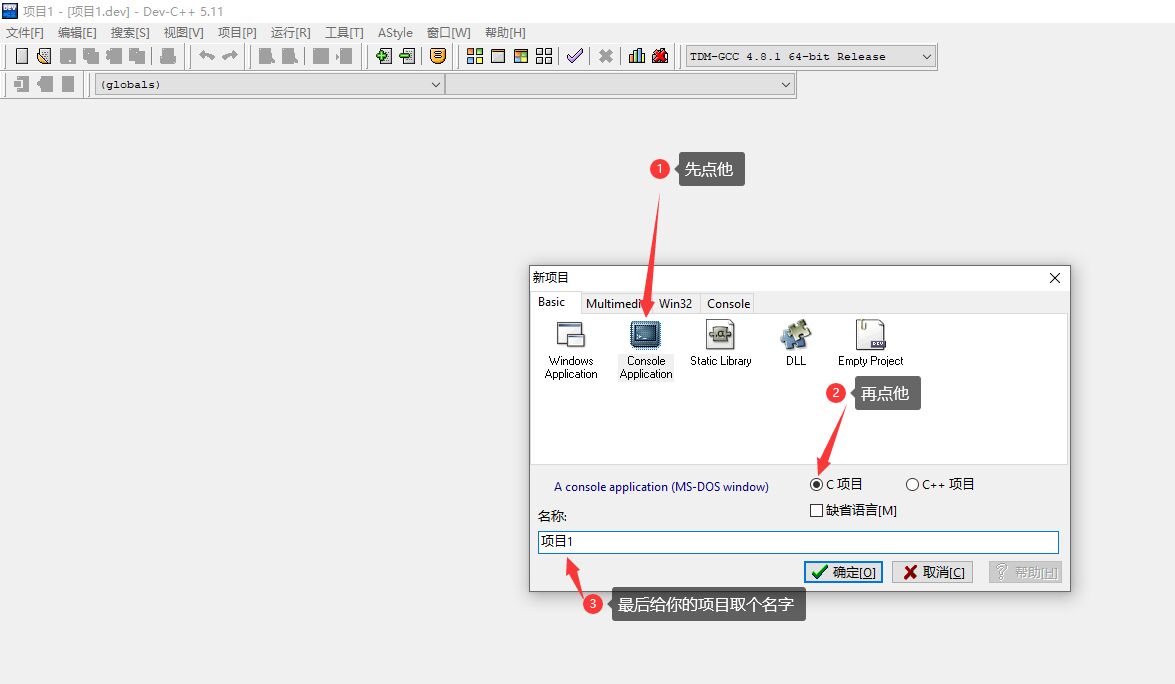 项目1 - [项目1.dev] - Dev-C++ 5.11
文件[F] 编辑[E] 搜索[S] 视图[V] 项目[P] 运行[R] 工具[T] AStyle 窗口[W] 帮助[H]
TDM-GCC 4.8.1 64-bit Release
(globals)
1 先点他
新项目
Basic Multimedi Win32 Console
Windows Application
Console Application
Static Library
DLL
Empty Project
2 再点他
A console application (MS-DOS window)
C 项目 C++ 项目
缺省语言[M]
名称:
项目1
确定[O] 取消[C] 帮助[H]
3 最后给你的项目取个名字